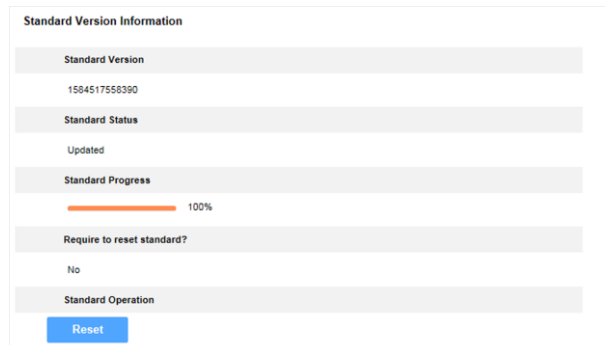 Standard Version Information
Standard Version
1584517558390
Standard Status
Updated
Standard Progress
100%
Require to reset standard?
No
Standard Operation
Reset